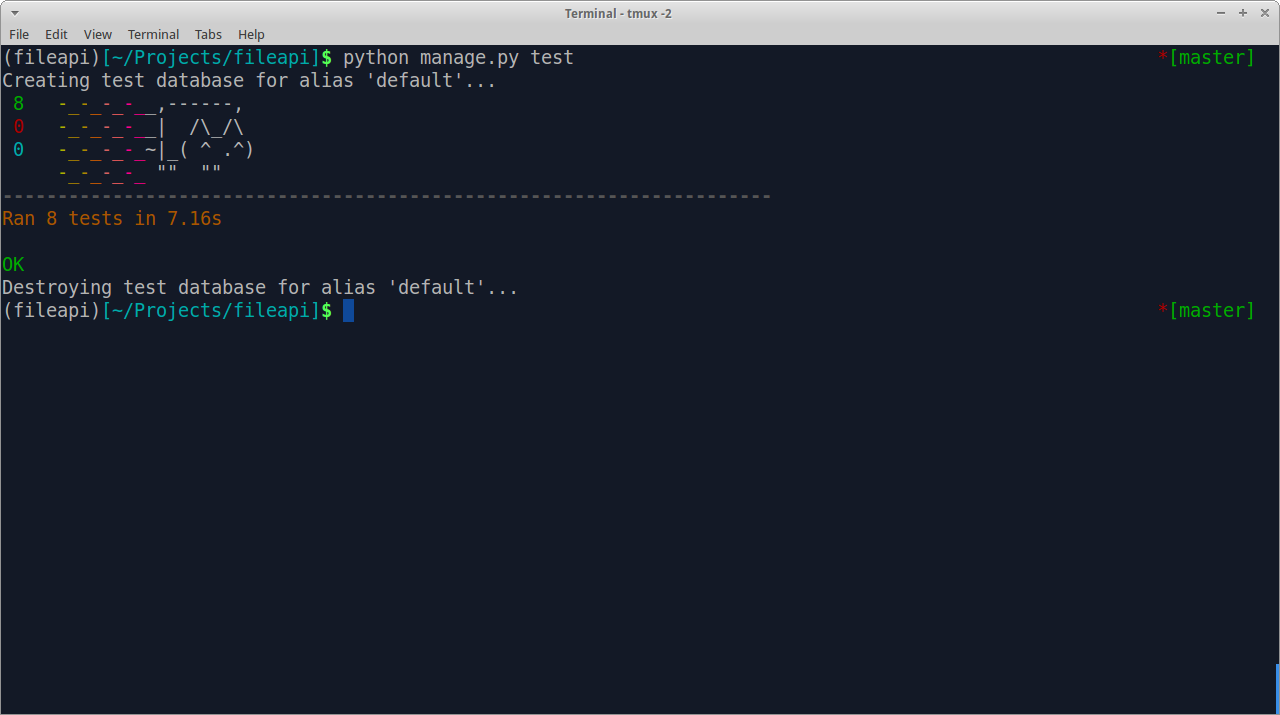 Terminal - tmux -2
File Edit View Terminal Tabs Help
(fileapi)[~/Projects/fileapi]$ python manage.py test *[master]
Creating test database for alias 'default'...
 8   -_-_-_-__,------,
 0   -_-_-_-__|  /\_/\
 0   -_-_-_-_~|_( ^ .^)
     -_-_-_-_ ""  ""
----------------------------------------------------------------------
Ran 8 tests in 7.16s
OK
Destroying test database for alias 'default'...
(fileapi)[~/Projects/fileapi]$ *[master]